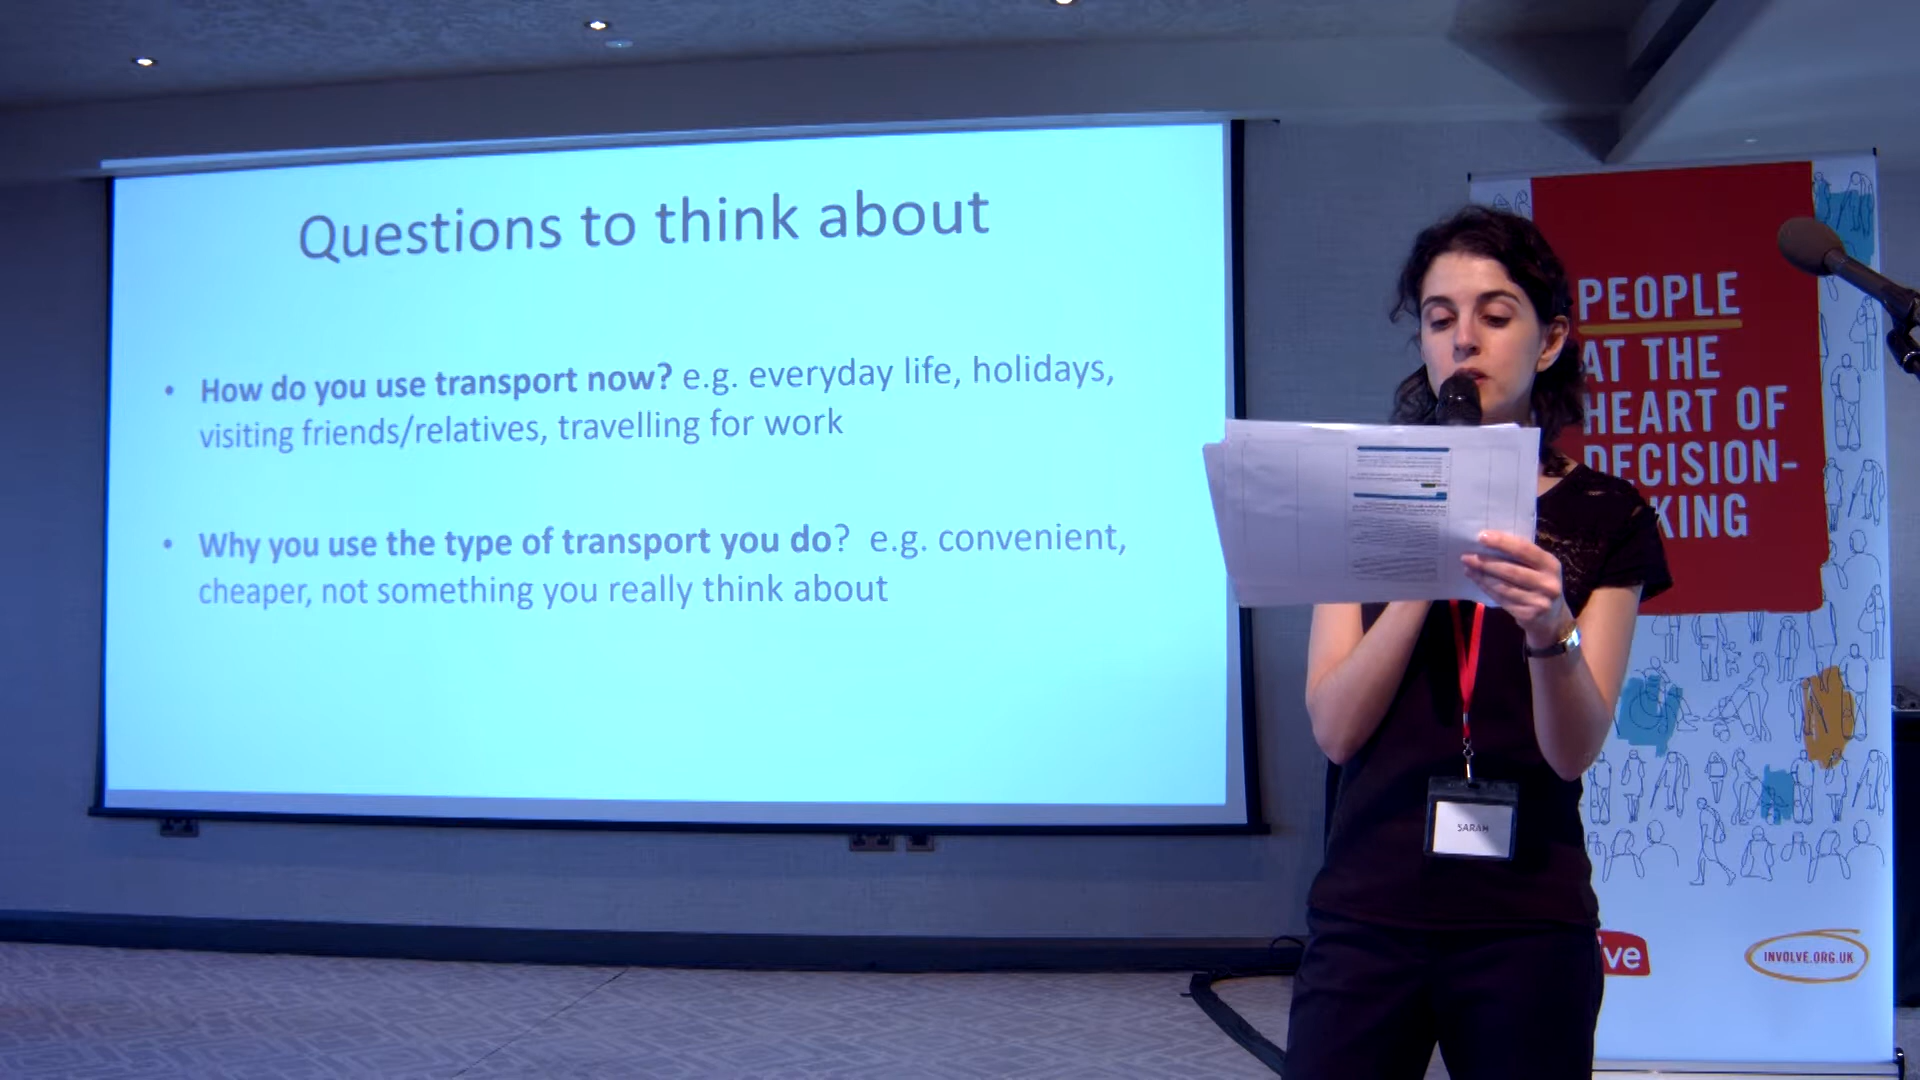 Questions to think about
• How do you use transport now? e.g. everyday life, holidays,
visiting friends/relatives, travelling for work
• Why you use the type of transport you do? e.g. convenient,
cheaper, not something you really think about
PEOPLE
AT THE
HEART OF
DECISION-
KING
SARAH
ve
INVOLVE.ORG.UK